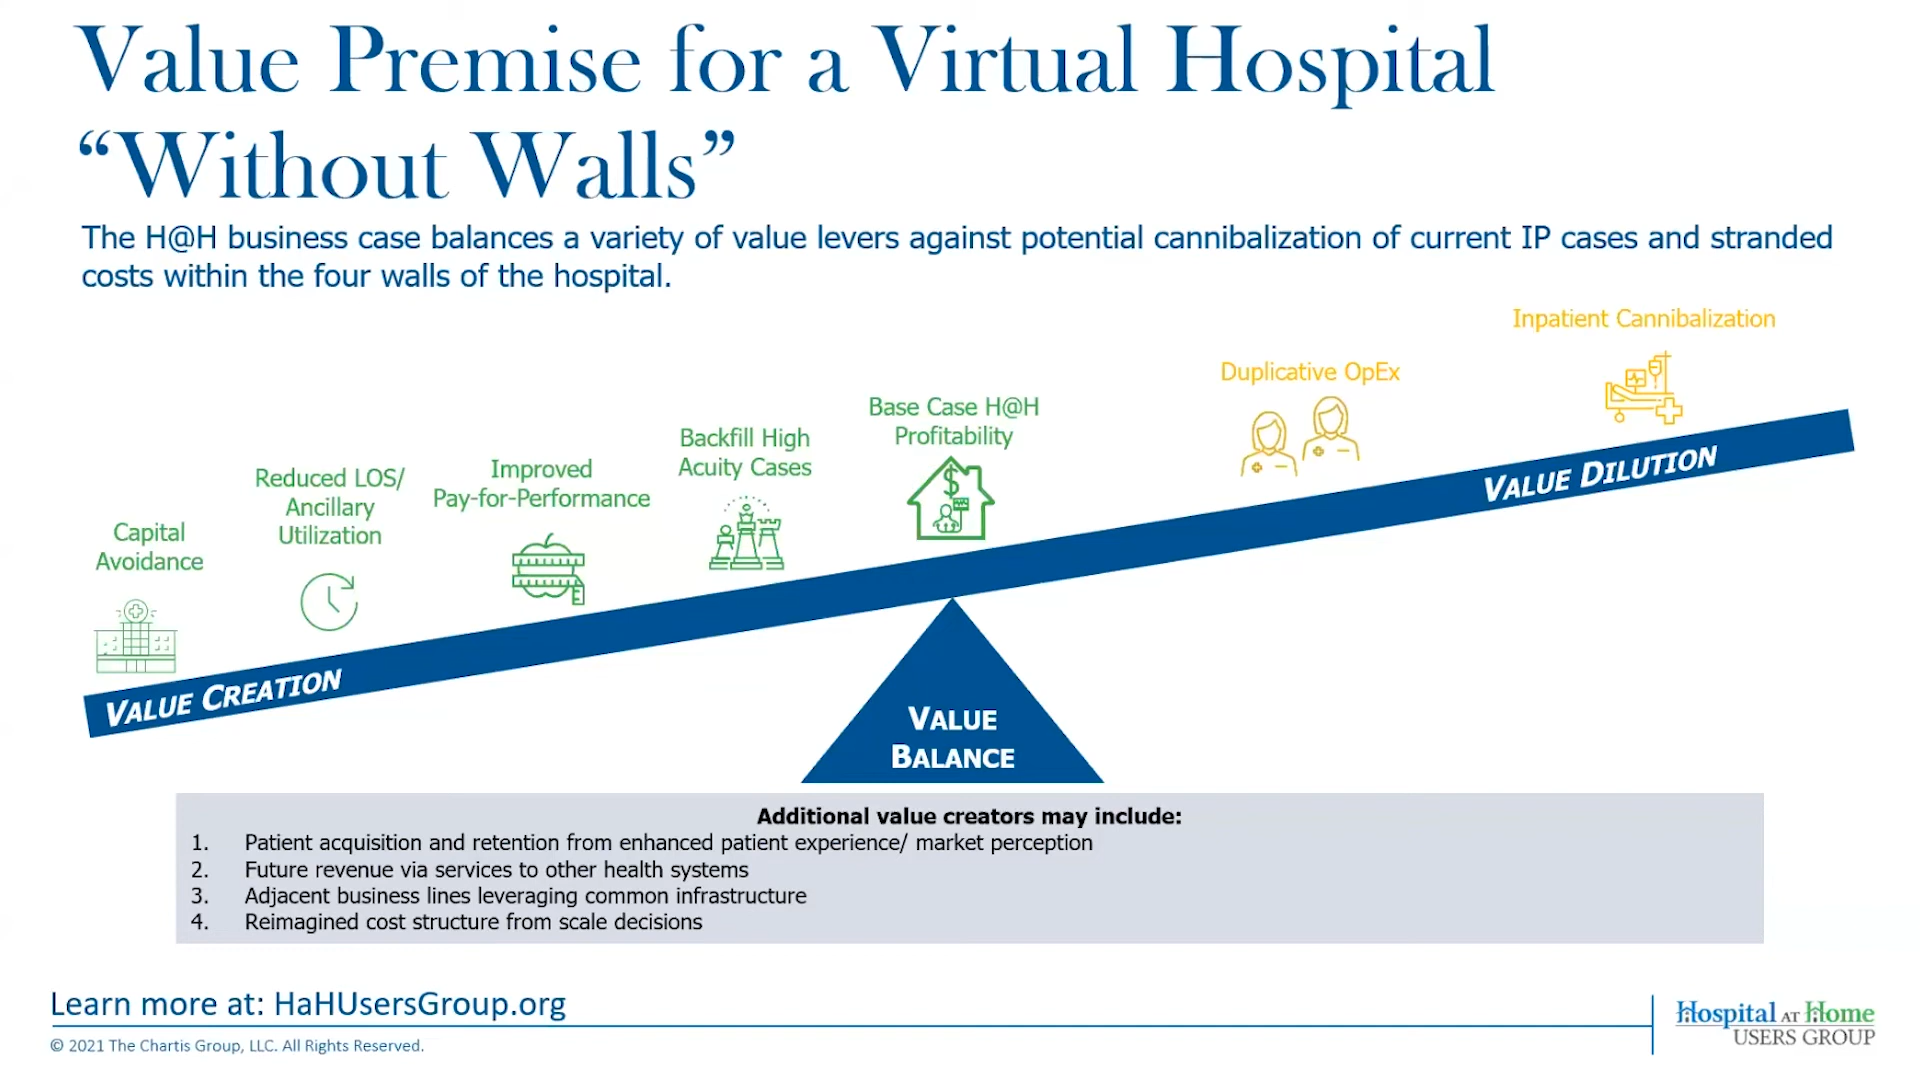 Value Premise for a Virtual Hospital
“Without Walls”
The H@H business case balances a variety of value levers against potential cannibalization of current IP cases and stranded
costs within the four walls of the hospital.
Inpatient Cannibalization
Duplicative OpEx
Base Case H@H
Profitability
Backfill High
Acuity Cases
Improved
Pay-for-Performance
Reduced LOS/
Ancillary
Utilization
Capital
Avoidance
$
VALUE CREATION
VALUE DILUTION
VALUE
BALANCE
Additional value creators may include:
1. Patient acquisition and retention from enhanced patient experience/ market perception
2. Future revenue via services to other health systems
3. Adjacent business lines leveraging common infrastructure
4. Reimagined cost structure from scale decisions
Learn more at: HaHUsersGroup.org
© 2021 The Chartis Group, LLC. All Rights Reserved.
Hospital AT Home
USERS GROUP